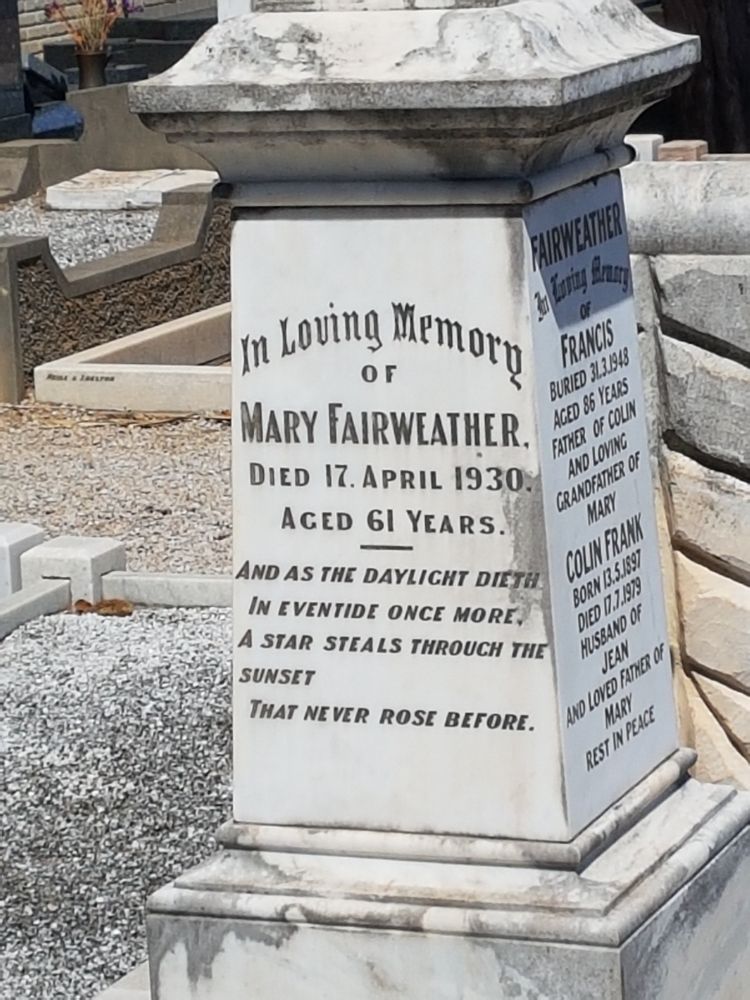 In Loving Memory
OF
MARY FAIRWEATHER.
DIED 17. APRIL 1930.
AGED 61 YEARS.
AND AS THE DAYLIGHT DIETH
IN EVENTIDE ONCE MORE,
A STAR STEALS THROUGH THE
SUNSET
THAT NEVER ROSE BEFORE.
FAIRWEATHER
In Loving Memory
OF
FRANCIS
BURIED 31.3.1948
AGED 86 YEARS
FATHER OF COLIN
AND LOVING
GRANDFATHER OF
MARY
COLIN FRANK
BORN 13.5.1897
DIED 17.7.1979
HUSBAND OF
JEAN
AND LOVED FATHER OF
MARY
REST IN PEACE